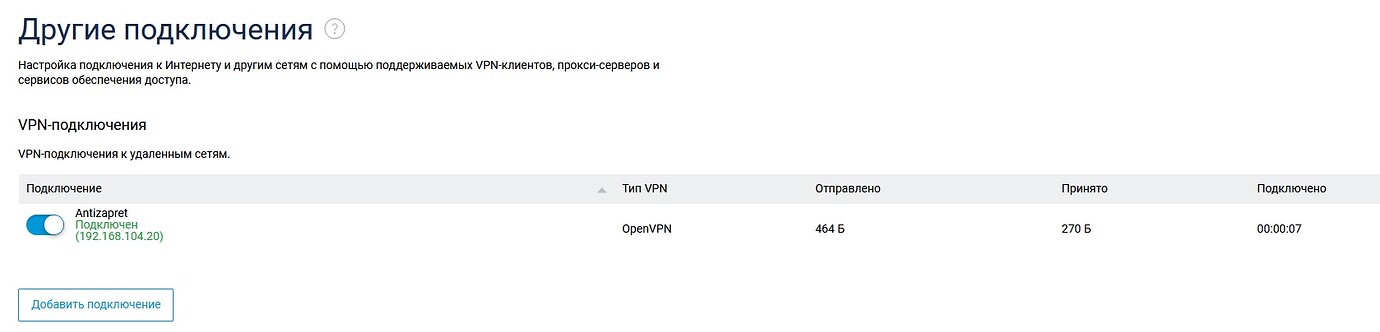 Другие подключения ?
Настройка подключения к Интернету и другим сетям с помощью поддерживаемых VPN-клиентов, прокси-серверов и
сервисов обеспечения доступа.
VPN-подключения
VPN-подключения к удаленным сетям.
Подключение Тип VPN Отправлено Принято Подключено
Antizapret
Подключен
(192.168.104.20)
OpenVPN 464 Б 270 Б 00:00:07
Добавить подключение